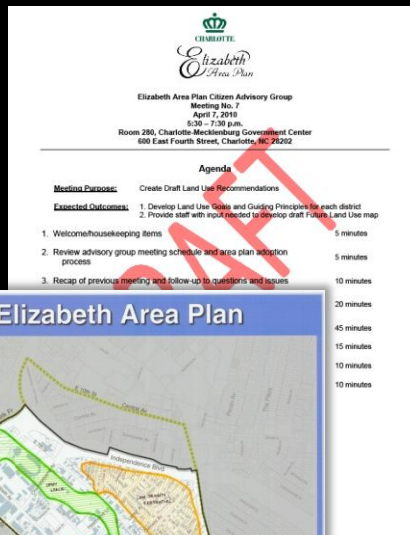 CHARLOTTE
Elizabeth
Area Plan
Elizabeth Area Plan Citizen Advisory Group
Meeting No. 7
April 7, 2010
5:30 – 7:30 p.m.
Room 280, Charlotte-Mecklenburg Government Center
600 East Fourth Street, Charlotte, NC 28202
Agenda
Meeting Purpose: Create Draft Land Use Recommendations
Expected Outcomes: 1. Develop Land Use Goals and Guiding Principles for each district
2. Provide staff with input needed to develop draft Future Land Use map
1. Welcome/housekeeping items 5 minutes
2. Review advisory group meeting schedule and area plan adoption process 5 minutes
3. Recap of previous meeting and follow-up to questions and issues 10 minutes
20 minutes
45 minutes
15 minutes
10 minutes
10 minutes
DRAFT
Elizabeth Area Plan
E 10th St
Central Av
Independence Blvd